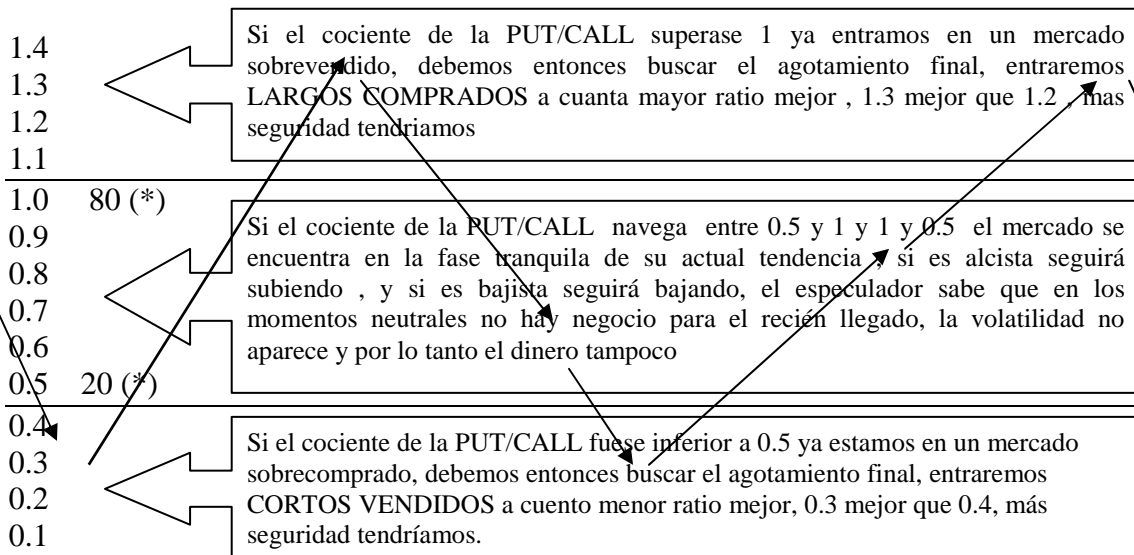 1.4
1.3
1.2
1.1
Si el cociente de la PUT/CALL superase 1 ya entramos en un mercado
sobrevendido, debemos entonces buscar el agotamiento final, entraremos
LARGOS COMPRADOS a cuanta mayor ratio mejor , 1.3 mejor que 1.2 , mas
seguridad tendriamos
1.0 80 (*)
0.9
0.8
0.7
0.6
0.5 20 (*)
Si el cociente de la PUT/CALL navega entre 0.5 y 1 y 1 y 0.5 el mercado se
encuentra en la fase tranquila de su actual tendencia , si es alcista seguirá
subiendo , y si es bajista seguirá bajando, el especulador sabe que en los
momentos neutrales no hay negocio para el recién llegado, la volatilidad no
aparece y por lo tanto el dinero tampoco
0.4
0.3
0.2
0.1
Si el cociente de la PUT/CALL fuese inferior a 0.5 ya estamos en un mercado
sobrecomprado, debemos entonces buscar el agotamiento final, entraremos
CORTOS VENDIDOS a cuento menor ratio mejor, 0.3 mejor que 0.4, más
seguridad tendríamos.